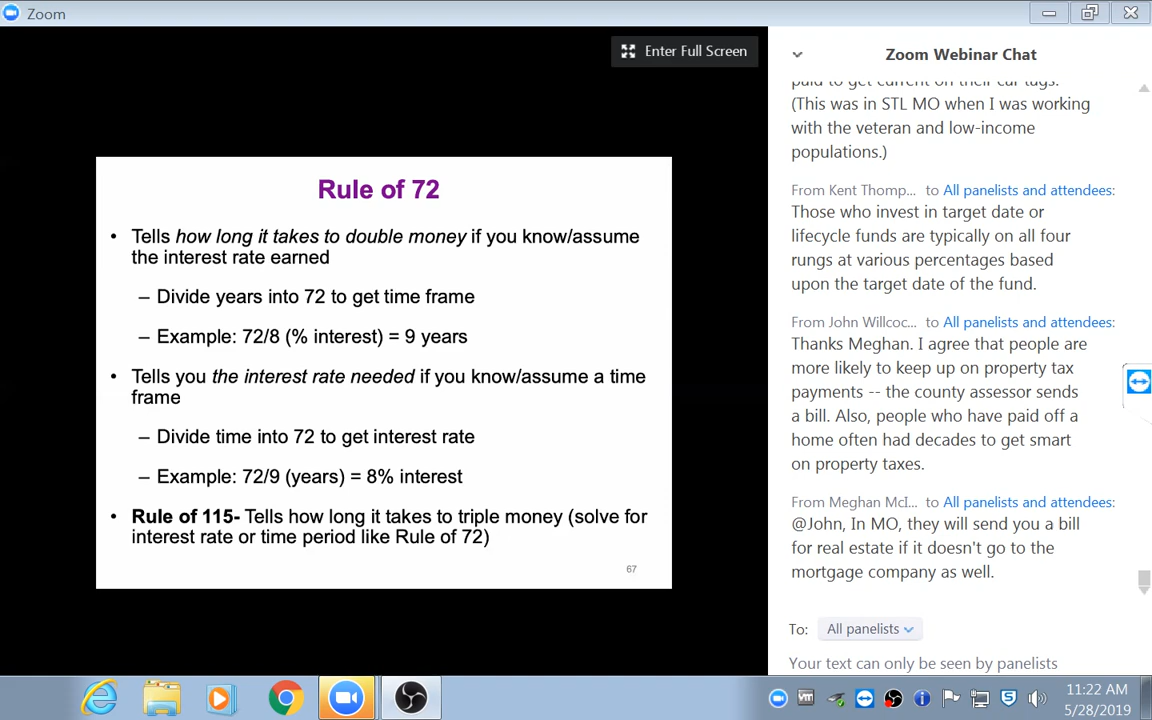 Zoom
Enter Full Screen
Rule of 72
• Tells how long it takes to double money if you know/assume
the interest rate earned
– Divide years into 72 to get time frame
– Example: 72/8 (% interest) = 9 years
• Tells you the interest rate needed if you know/assume a time
frame
– Divide time into 72 to get interest rate
– Example: 72/9 (years) = 8% interest
• Rule of 115- Tells how long it takes to triple money (solve for
interest rate or time period like Rule of 72)
67
Zoom Webinar Chat
paid to get current on their car tags.
(This was in STL MO when I was working
with the veteran and low-income
populations.)
From Kent Thomp... to All panelists and attendees:
Those who invest in target date or
lifecycle funds are typically on all four
rungs at various percentages based
upon the target date of the fund.
From John Willcoc... to All panelists and attendees:
Thanks Meghan. I agree that people are
more likely to keep up on property tax
payments -- the county assessor sends
a bill. Also, people who have paid off a
home often had decades to get smart
on property taxes.
From Meghan McI... to All panelists and attendees:
@John, In MO, they will send you a bill
for real estate if it doesn't go to the
mortgage company as well.
To: All panelists
Your text can only be seen by panelists
11:22 AM
5/28/2019